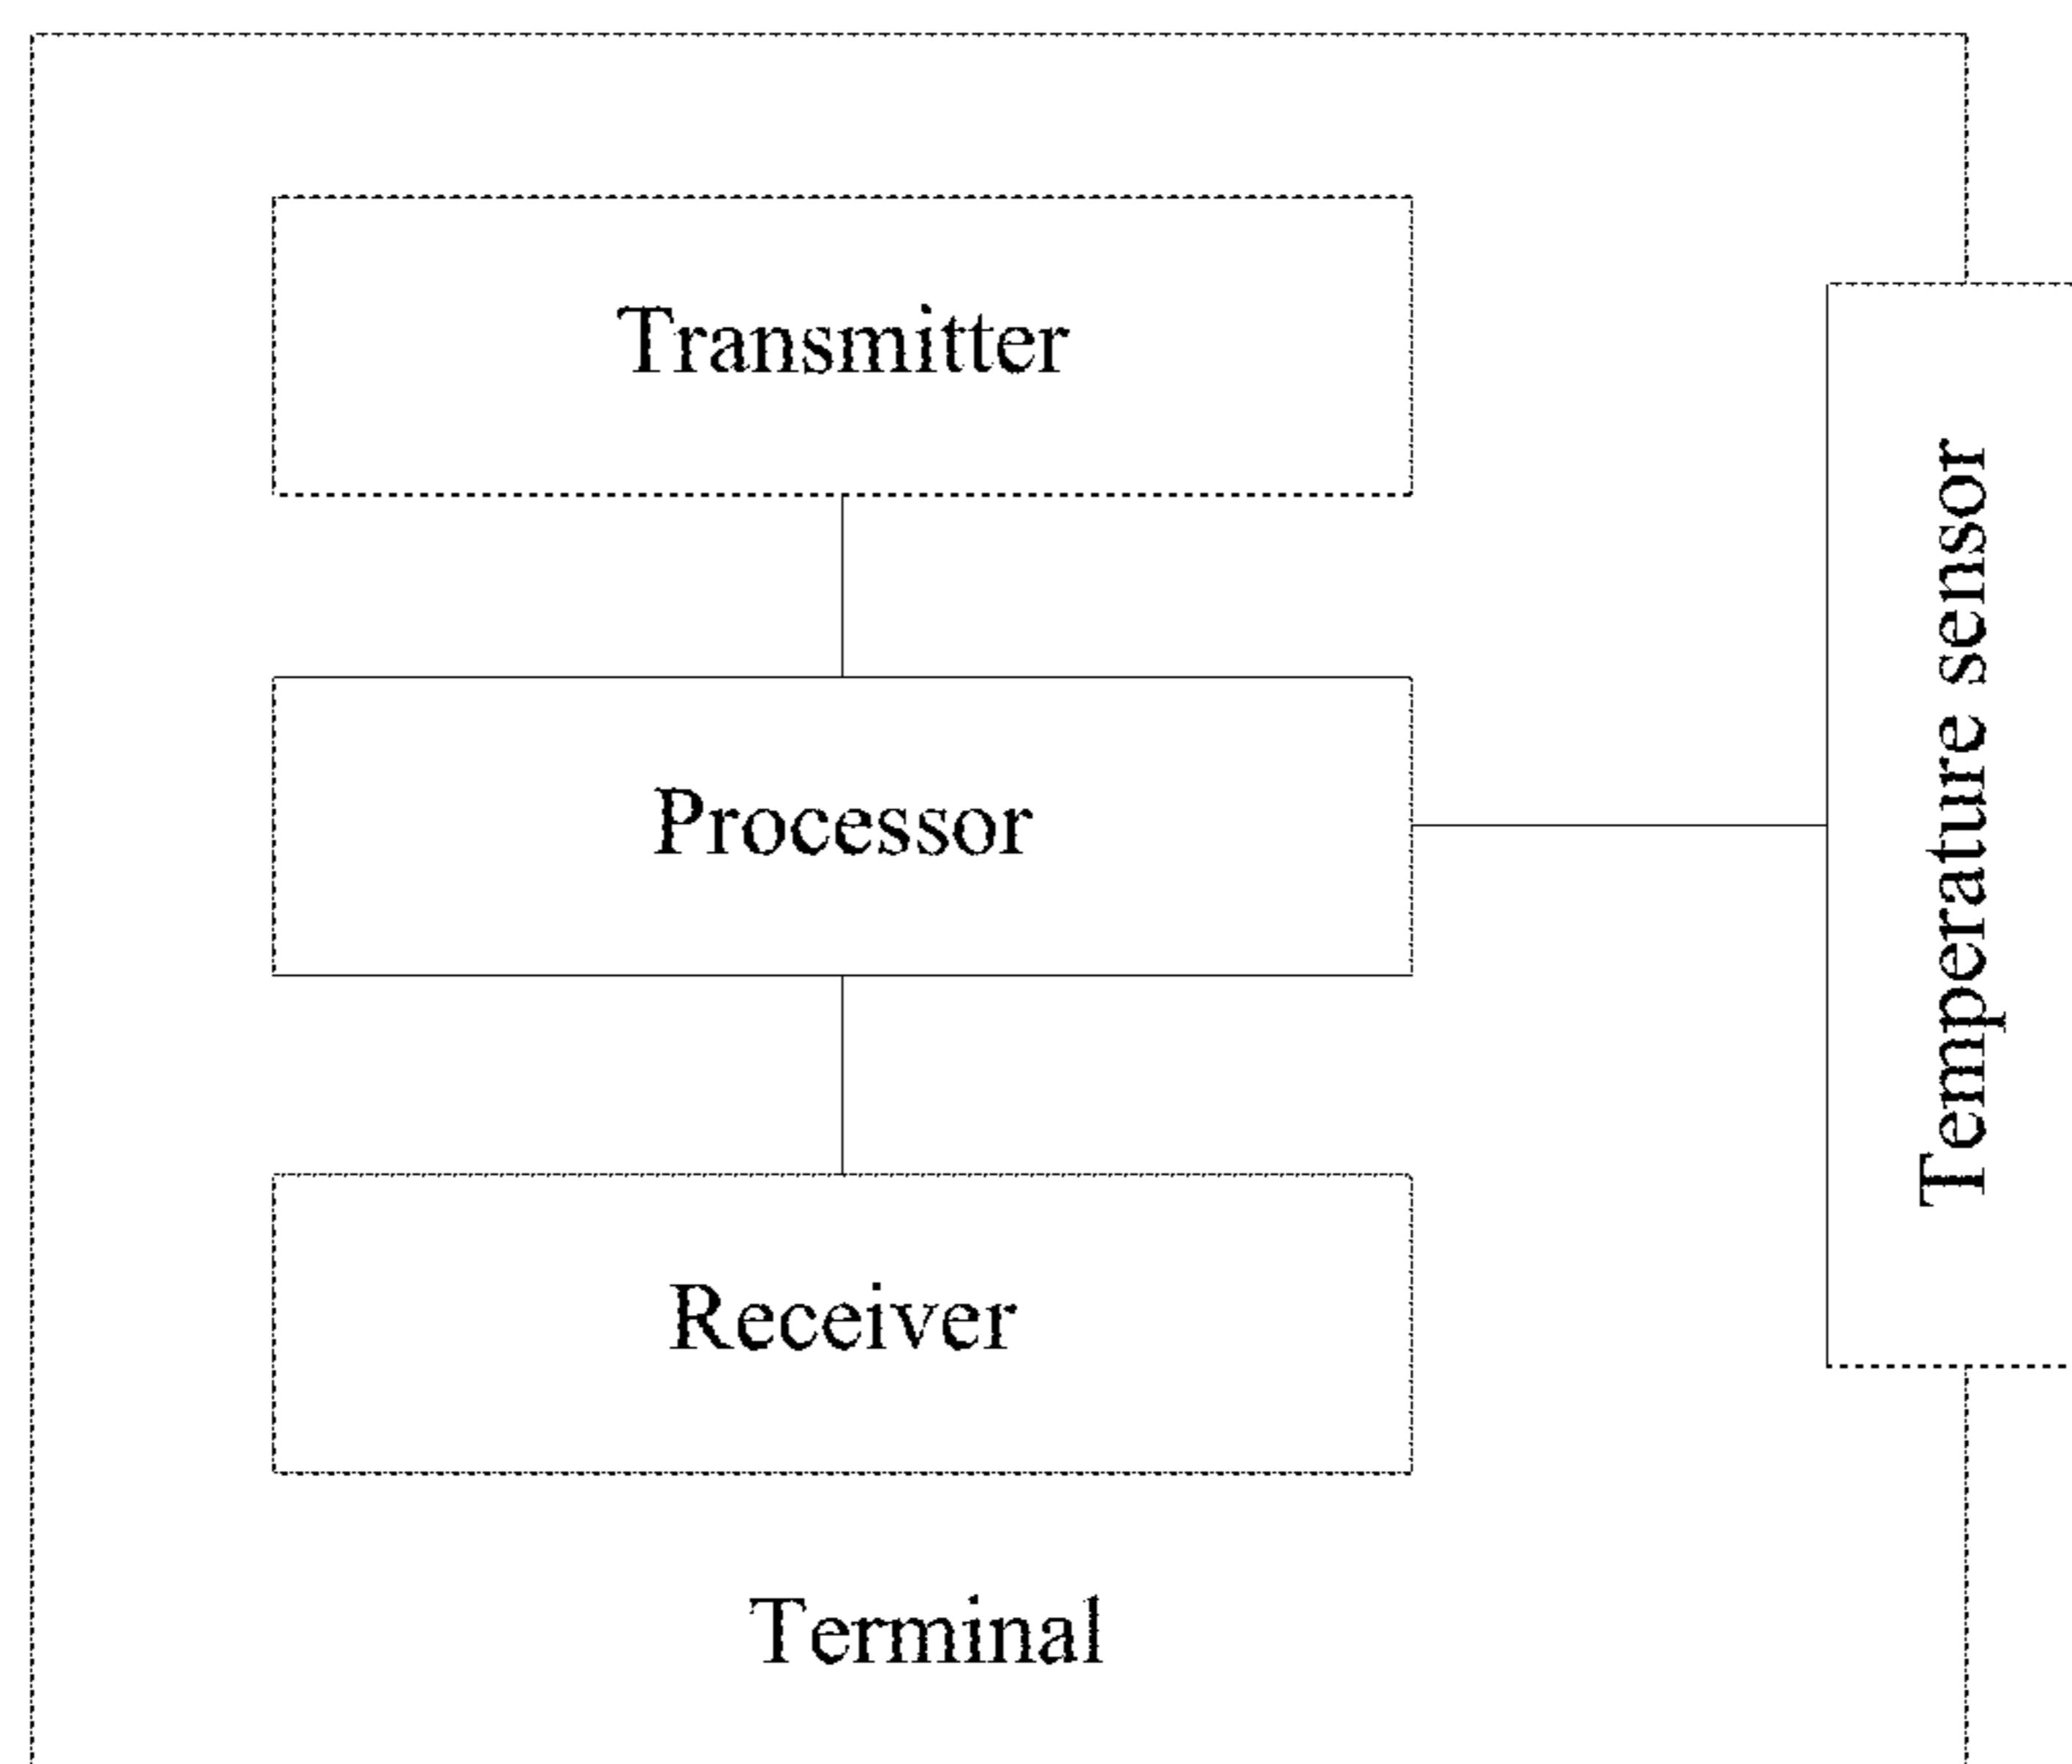 Transmitter
Processor
Temperature sensor
Receiver
Terminal